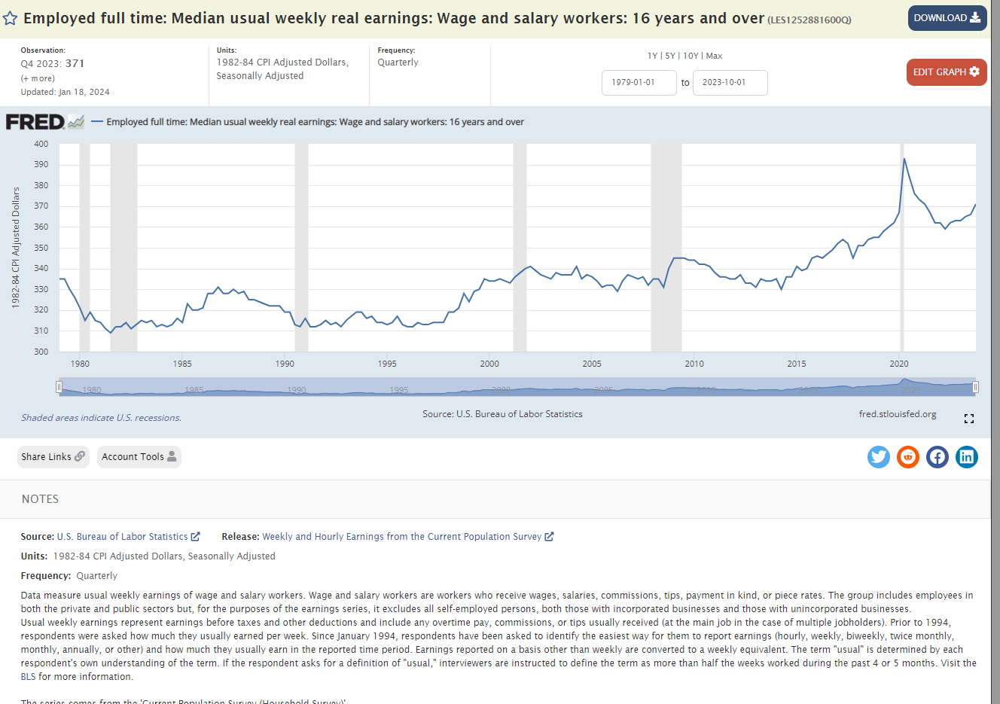 Employed full time: Median usual weekly real earnings: Wage and salary workers: 16 years and over (LES1252881600Q)
DOWNLOAD
Observation:
Q4 2023: 371
(+ more)
Updated: Jan 18, 2024
Units:
1982-84 CPI Adjusted Dollars,
Seasonally Adjusted
Frequency:
Quarterly
1Y | 5Y | 10Y | Max
1979-01-01 to 2023-10-01
EDIT GRAPH
FRED
Employed full time: Median usual weekly real earnings: Wage and salary workers: 16 years and over
1982-84 CPI Adjusted Dollars
400
390
380
370
360
350
340
330
320
310
300
1980 1985 1990 1995 2000 2005 2010 2015 2020
1980 1985 1990 1995 2000 2005 2010 2015 2020
Shaded areas indicate U.S. recessions.
Source: U.S. Bureau of Labor Statistics
fred.stlouisfed.org
Share Links
Account Tools
NOTES
Source: U.S. Bureau of Labor Statistics Release: Weekly and Hourly Earnings from the Current Population Survey
Units: 1982-84 CPI Adjusted Dollars, Seasonally Adjusted
Frequency: Quarterly
Data measure usual weekly earnings of wage and salary workers. Wage and salary workers are workers who receive wages, salaries, commissions, tips, payment in kind, or piece rates. The group includes employees in
both the private and public sectors but, for the purposes of the earnings series, it excludes all self-employed persons, both those with incorporated businesses and those with unincorporated businesses.
Usual weekly earnings represent earnings before taxes and other deductions and include any overtime pay, commissions, or tips usually received (at the main job in the case of multiple jobholders). Prior to 1994,
respondents were asked how much they usually earned per week. Since January 1994, respondents have been asked to identify the easiest way for them to report earnings (hourly, weekly, biweekly, twice monthly,
monthly, annually, or other) and how much they usually earn in the reported time period. Earnings reported on a basis other than weekly are converted to a weekly equivalent. The term "usual" is determined by each
respondent's own understanding of the term. If the respondent asks for a definition of "usual," interviewers are instructed to define the term as more than half the weeks worked during the past 4 or 5 months. Visit the
BLS for more information.
The series comes from the 'Current Population Survey (Household Survey)'